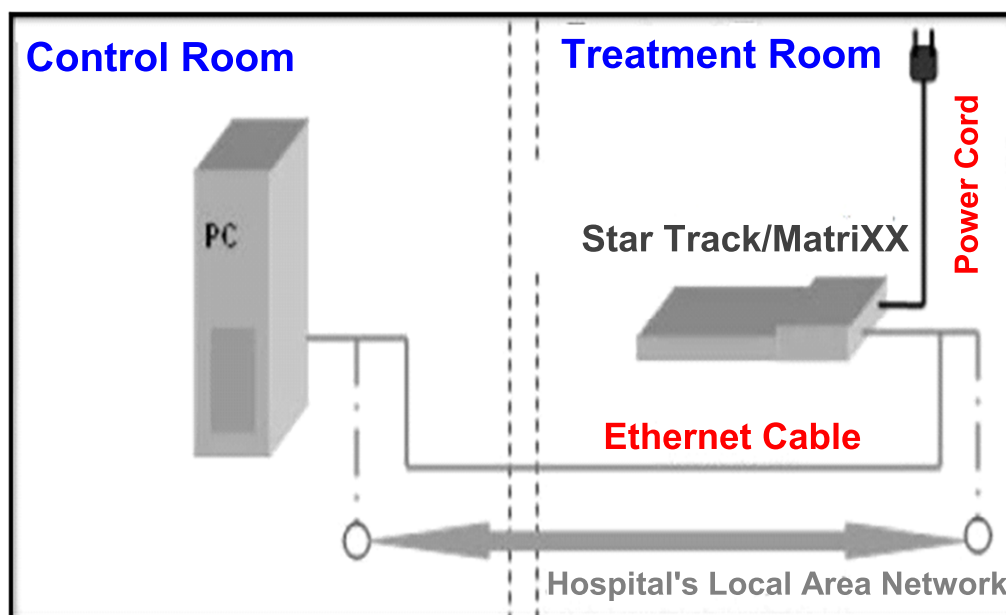 Control Room
Treatment Room
Power Cord
PC
Star Track/MatriXX
Ethernet Cable
Hospital's Local Area Network